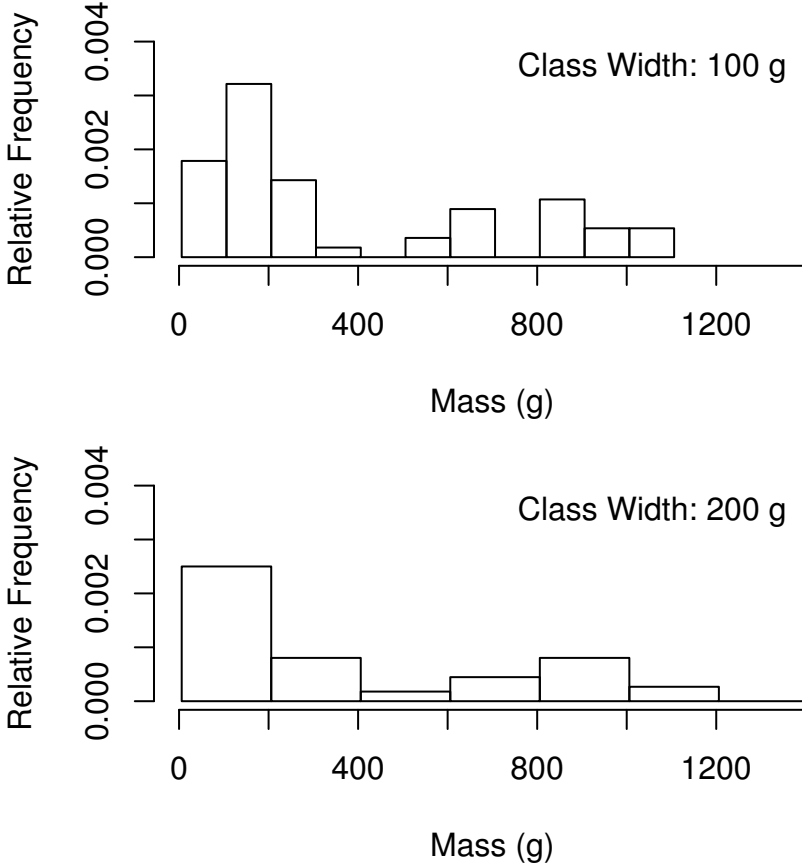 Relative Frequency
0.004
0.002
0.000
Class Width: 100 g
0 400 800 1200
Mass (g)
Relative Frequency
0.004
0.002
0.000
Class Width: 200 g
0 400 800 1200
Mass (g)